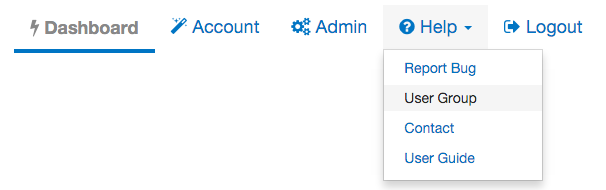 Dashboard Account Admin Help Logout
Report Bug
User Group
Contact
User Guide